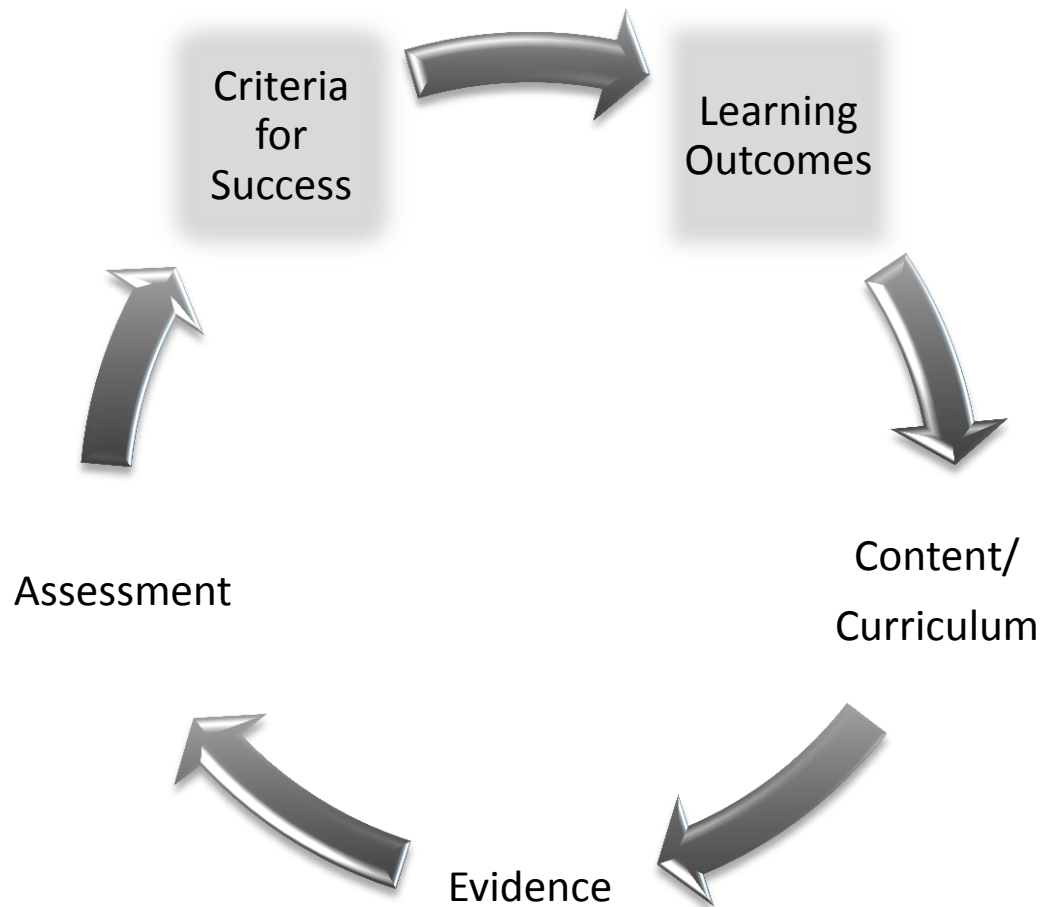 Criteria
for
Success
Learning
Outcomes
Content/
Curriculum
Evidence
Assessment